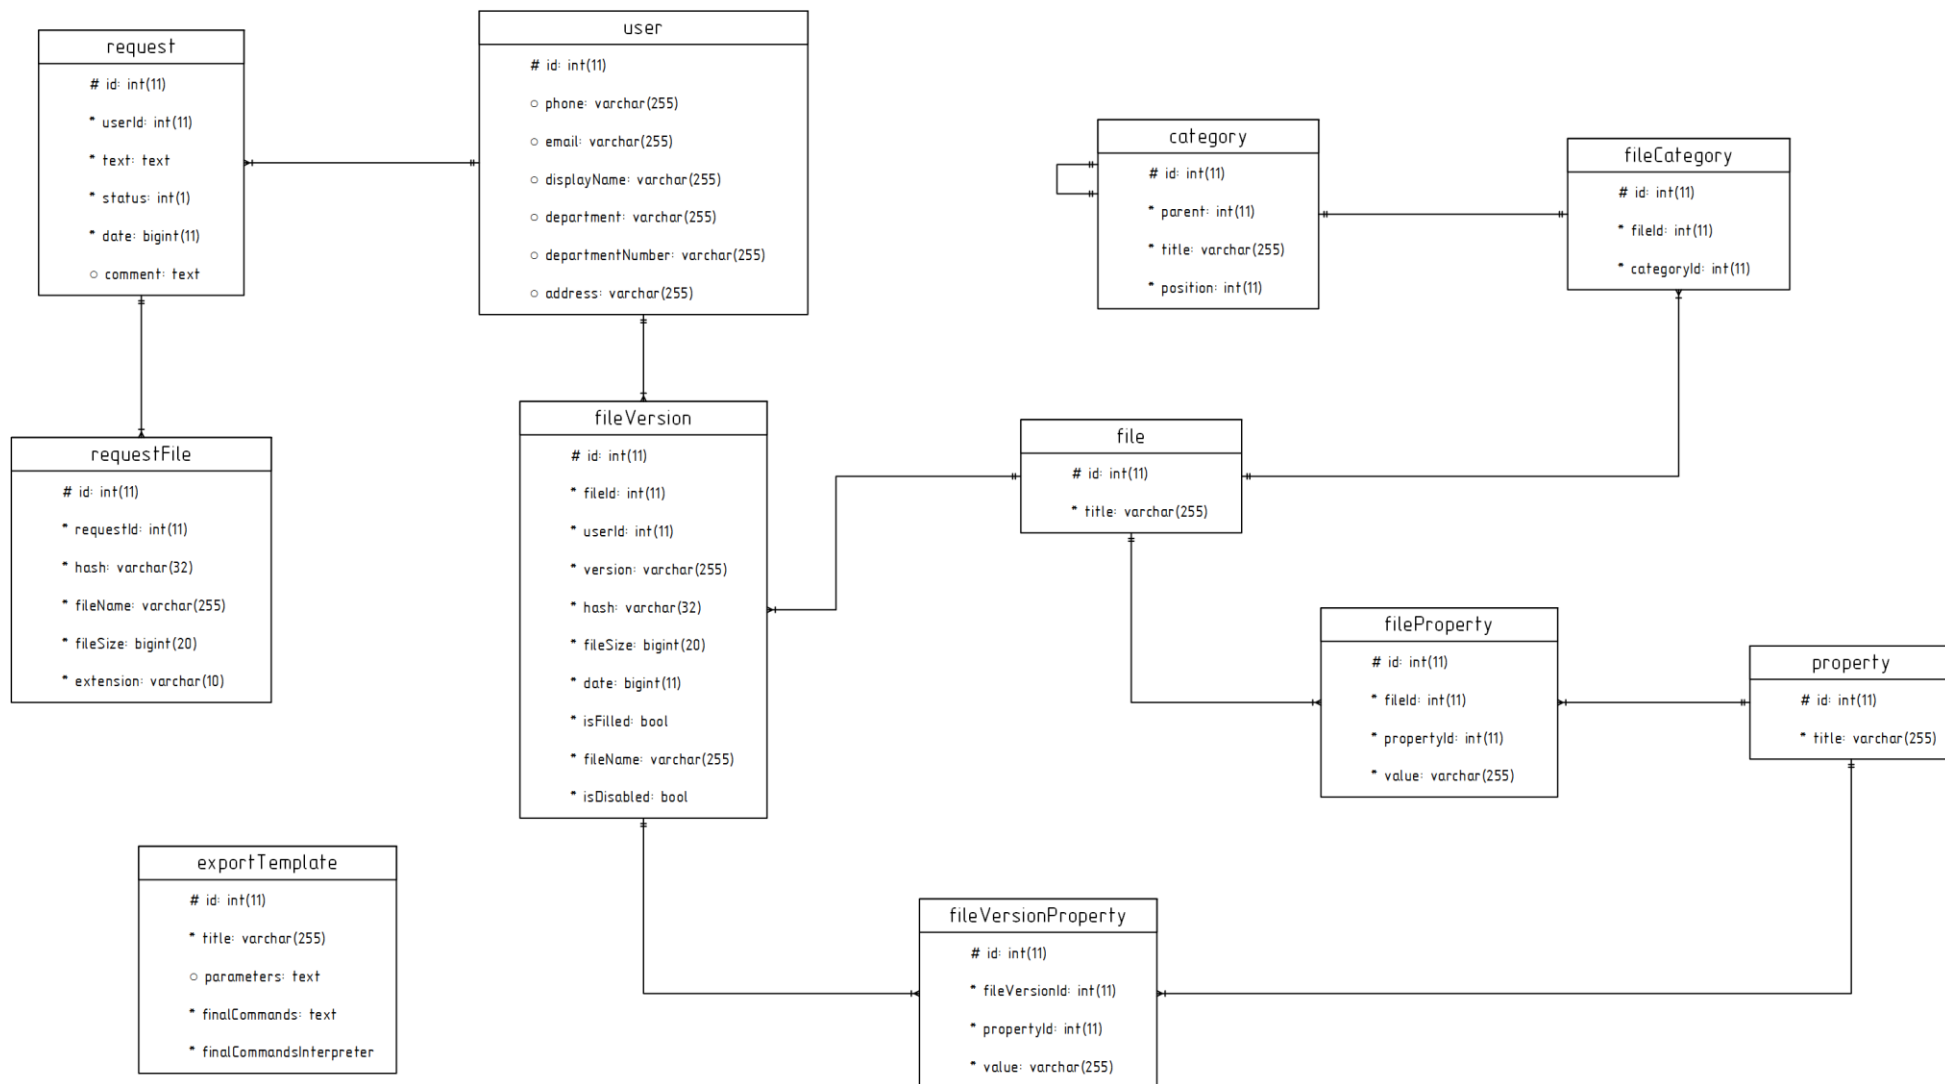 request
# id: int(11)
* userId: int(11)
* text: text
* status: int(1)
* date: bigint(11)
○ comment: text
user
# id: int(11)
○ phone: varchar(255)
○ email: varchar(255)
○ displayName: varchar(255)
○ department: varchar(255)
○ departmentNumber: varchar(255)
○ address: varchar(255)
category
# id: int(11)
* parent: int(11)
* title: varchar(255)
* position: int(11)
fileCategory
# id: int(11)
* fileId: int(11)
* categoryId: int(11)
requestFile
# id: int(11)
* requestId: int(11)
* hash: varchar(32)
* fileName: varchar(255)
* fileSize: bigint(20)
* extension: varchar(10)
fileVersion
# id: int(11)
* fileId: int(11)
* userId: int(11)
* version: varchar(255)
* hash: varchar(32)
* fileSize: bigint(20)
* date: bigint(11)
* isFilled: bool
* fileName: varchar(255)
* isDisabled: bool
file
# id: int(11)
* title: varchar(255)
fileProperty
# id: int(11)
* fileId: int(11)
* propertyId: int(11)
* value: varchar(255)
property
# id: int(11)
* title: varchar(255)
exportTemplate
# id: int(11)
* title: varchar(255)
○ parameters: text
* finalCommands: text
* finalCommandsInterpreter
fileVersionProperty
# id: int(11)
* fileVersionId: int(11)
* propertyId: int(11)
* value: varchar(255)